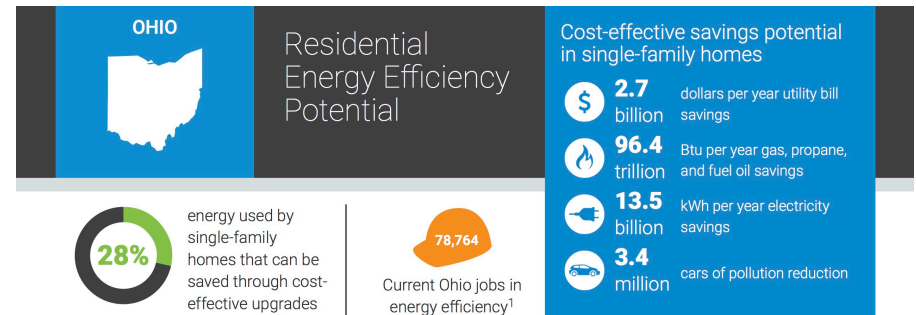 OHIO
Residential
Energy Efficiency
Potential
Cost-effective savings potential
in single-family homes
$
2.7
billion
dollars per year utility bill
savings
96.4
trillion
Btu per year gas, propane,
and fuel oil savings
13.5
billion
kWh per year electricity
savings
3.4
million
cars of pollution reduction
28%
energy used by
single-family
homes that can be
saved through cost-
effective upgrades
78,764
Current Ohio jobs in
energy efficiency1